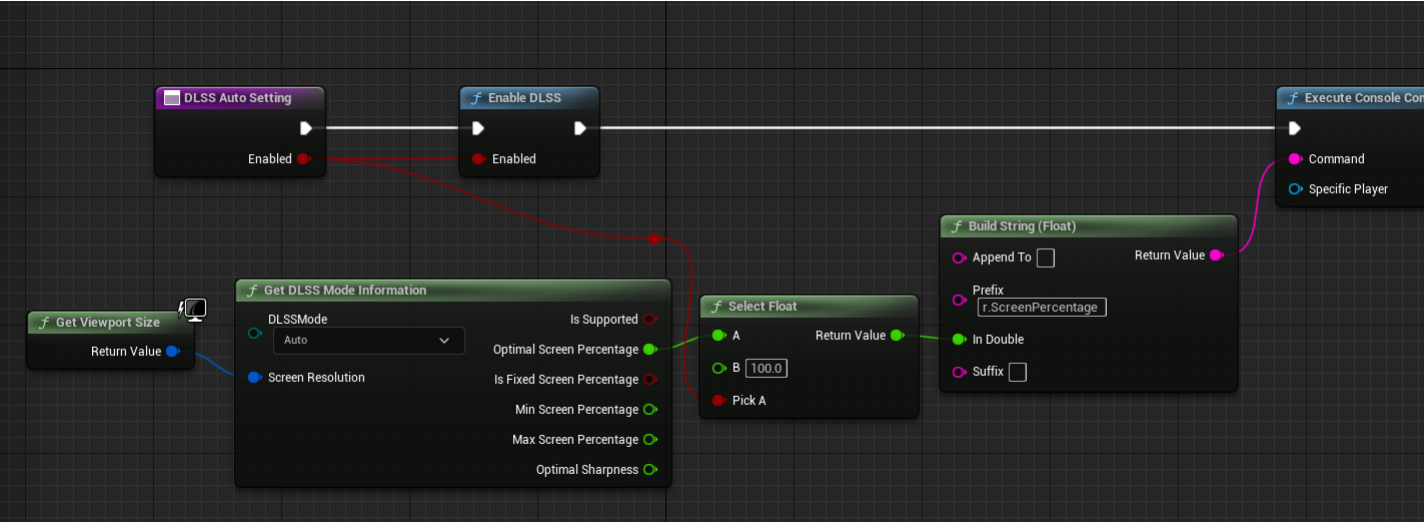 DLSS Auto Setting
Enabled
Enable DLSS
Enabled
Execute Console Con
Command
Specific Player
Build String (Float)
Append To
Return Value
Prefix
r.ScreenPercentage
In Double
Suffix
Get Viewport Size
Return Value
Get DLSS Mode Information
DLSSMode
Auto
Screen Resolution
Is Supported
Optimal Screen Percentage
Is Fixed Screen Percentage
Min Screen Percentage
Max Screen Percentage
Optimal Sharpness
Select Float
A
Return Value
B 100.0
Pick A